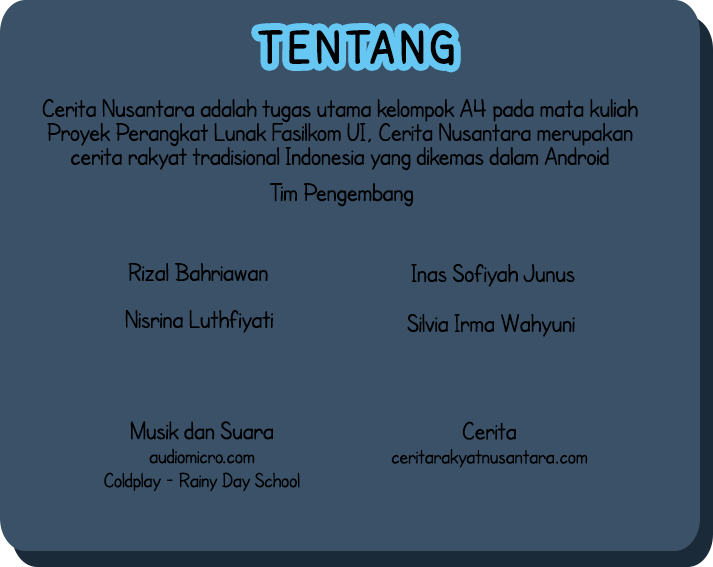 TENTANG
Cerita Nusantara adalah tugas utama kelompok A4 pada mata kuliah
Proyek Perangkat Lunak Fasilkom UI, Cerita Nusantara merupakan
cerita rakyat tradisional Indonesia yang dikemas dalam Android
Tim Pengembang
Rizal Bahriawan
Inas Sofiyah Junus
Nisrina Luthfiyati
Silvia Irma Wahyuni
Musik dan Suara
audiomicro.com
Coldplay - Rainy Day School
Cerita
ceritarakyatnusantara.com